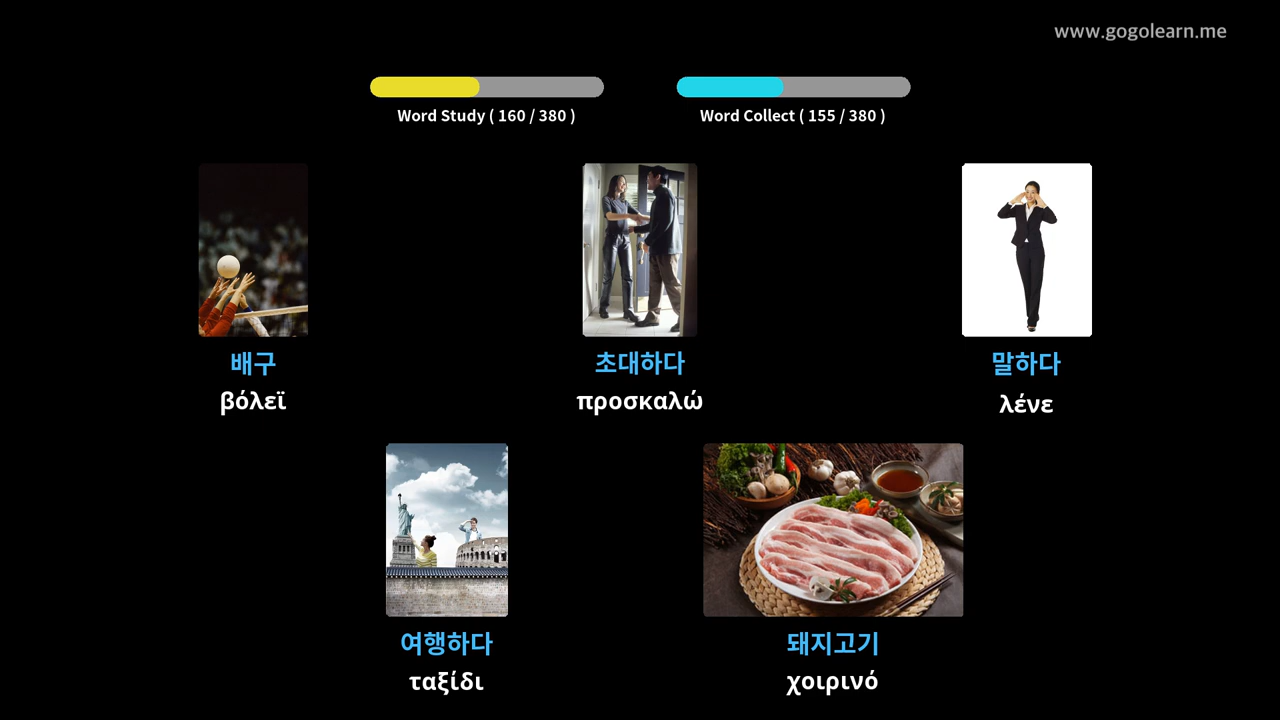 www.gogolearn.me
Word Study ( 160 / 380 )
Word Collect ( 155 / 380 )
배구
βόλεϊ
초대하다
προσκαλώ
말하다
λένε
여행하다
ταξίδι
돼지고기
χοιρινό